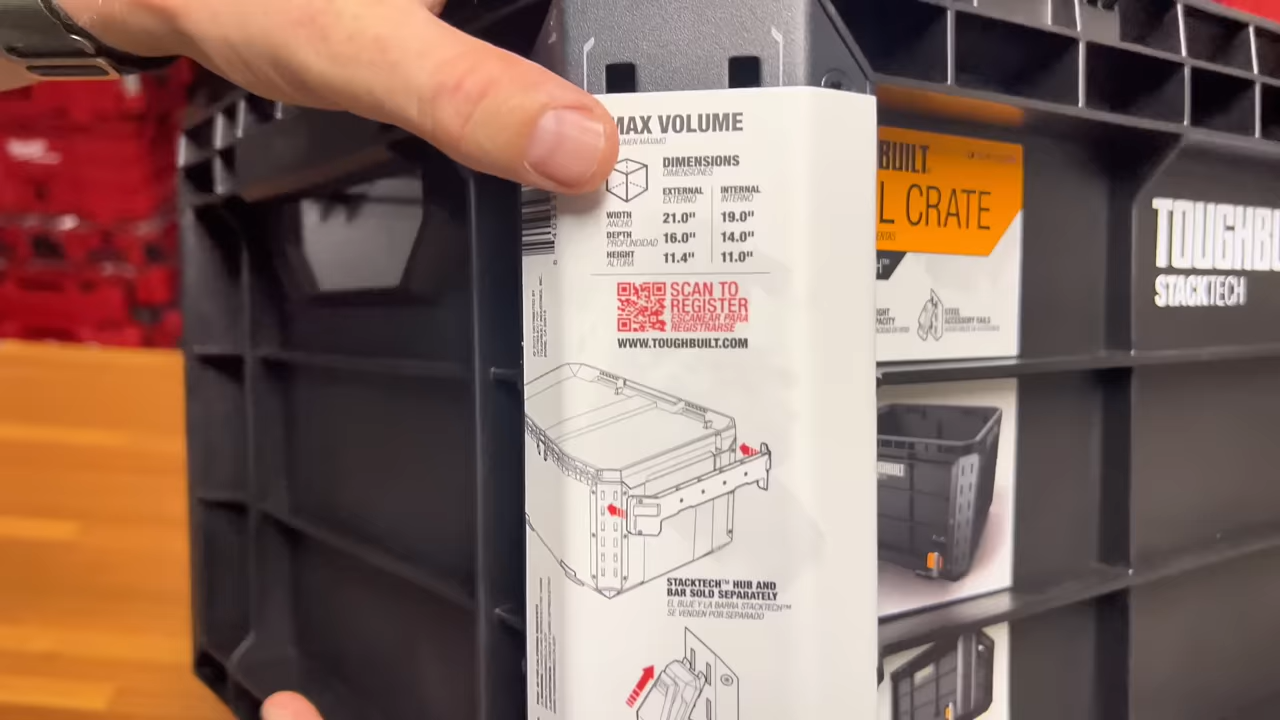 MAX VOLUME
MÁXIMO
DIMENSIONS
DIMENSIONES
EXTERNAL INTERNAL
EXTERNO INTERNO
WIDTH 21.0" 19.0"
ANCHO
DEPTH 16.0" 14.0"
PROFUNDIDAD
HEIGHT 11.4" 11.0"
ALTURA
SCAN TO
REGISTER
ESCANEAR PARA
REGISTRARSE
WWW.TOUGHBUILT.COM
STACKTECH™ HUB AND
BAR SOLD SEPARATELY
EL BUJE Y LA BARRA STACKTECH™
SE VENDEN POR SEPARADO
BUILT
L CRATE
STEEL
ACCESSORY RAILS
TOUGHBU
STACKTECH